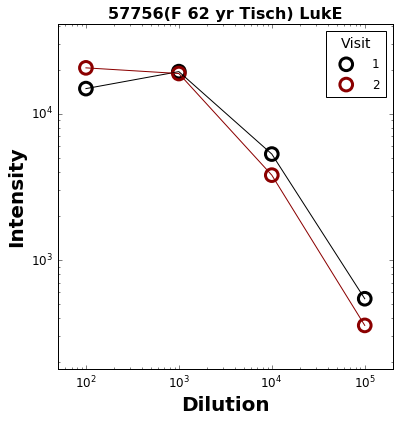 57756(F 62 yr Tisch) LukE
Visit
1
2
10⁴
10³
Intensity
10² 10³ 10⁴ 10⁵
Dilution